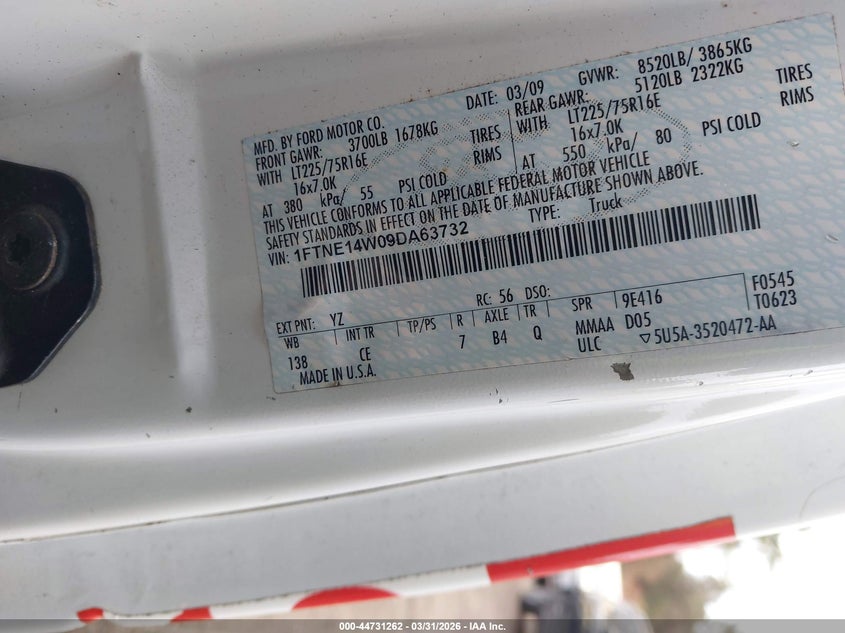 MFD. BY FORD MOTOR CO. DATE: 03/09 GVWR: 8520LB/ 3865KG
FRONT GAWR: 3700LB 1678KG REAR GAWR: 5120LB 2322KG
WITH LT225/75R16E TIRES WITH LT225/75R16E TIRES
16x7.0K RIMS 16x7.0K RIMS
AT 380 kPa/ 55 PSI COLD AT 550 kPa/ 80 PSI COLD
THIS VEHICLE CONFORMS TO ALL APPLICABLE FEDERAL MOTOR VEHICLE
SAFETY STANDARDS IN EFFECT ON THE DATE OF MANUFACTURE SHOWN ABOVE.
VIN: 1FTNE14W09DA63732 TYPE: Truck
EXT PNT: YZ RC: 56 DSO: F0545
WB INT TR TP/PS R AXLE TR SPR 9E416 T0623
138 CE 7 B4 Q MMAA D05
MADE IN U.S.A. ULC ▽5U5A-3520472-AA
000-44731262 - 03/31/2026 - IAA Inc.